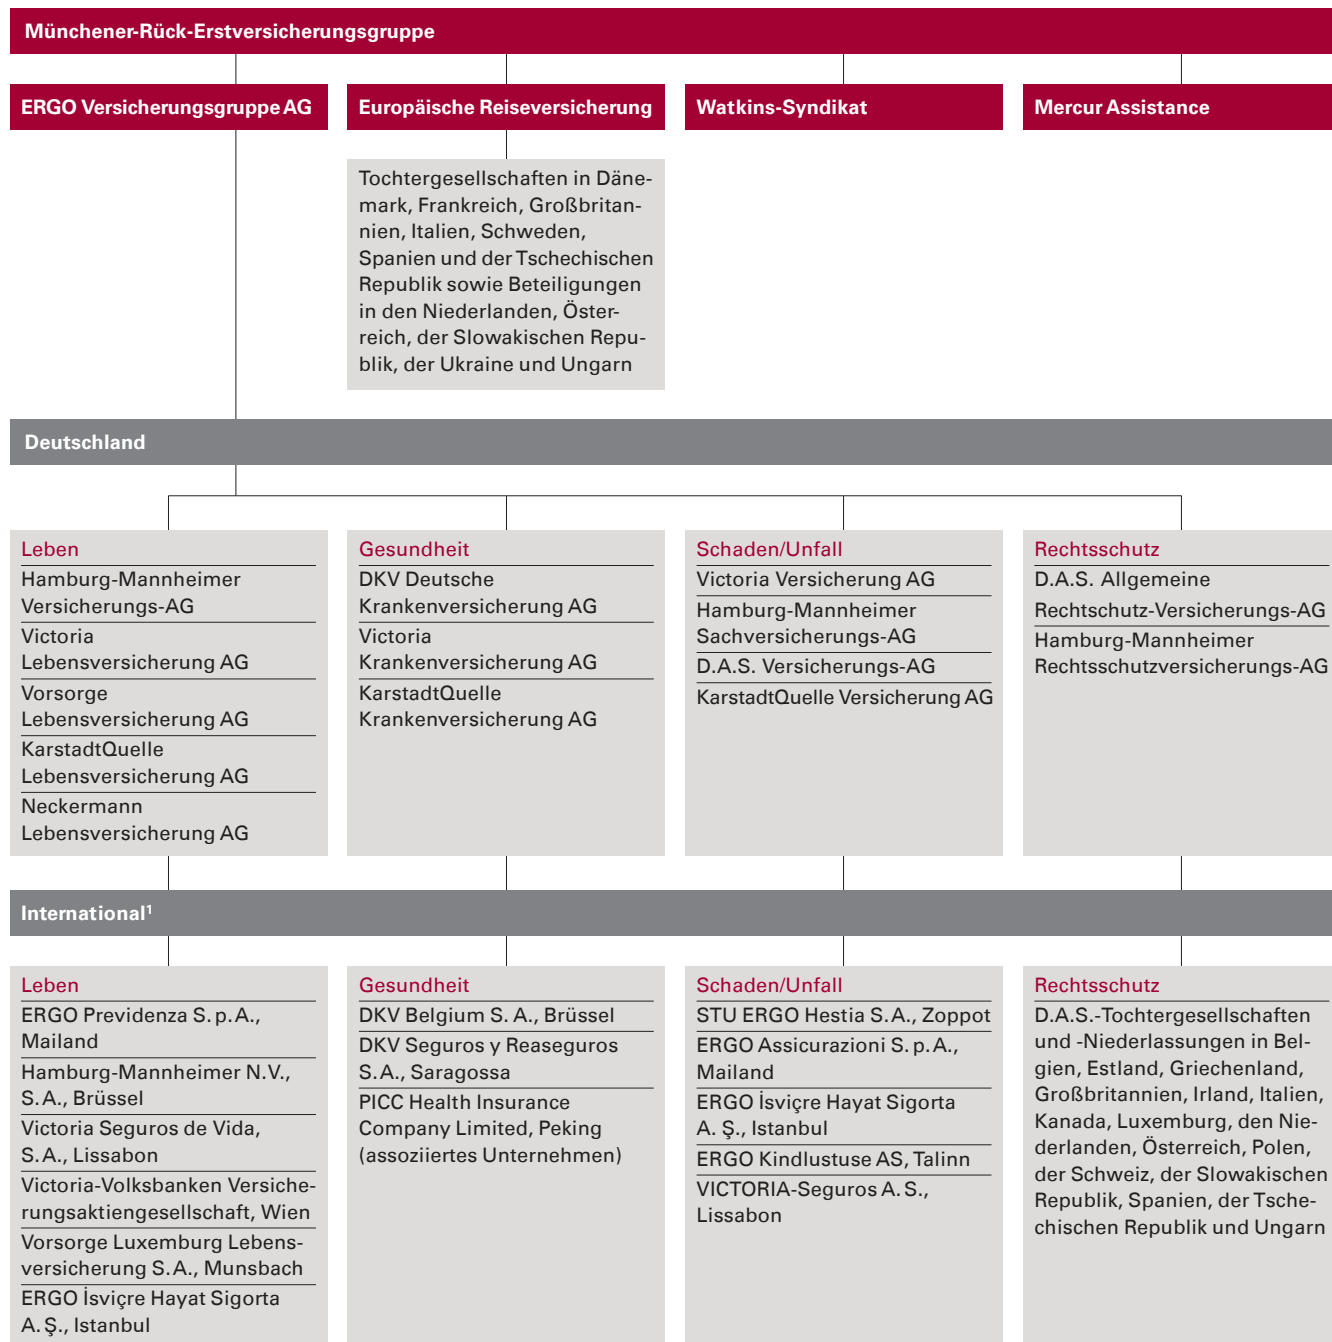 Münchener-Rück-Erstversicherungsgruppe
ERGO Versicherungsgruppe AG
Europäische Reiseversicherung
Watkins-Syndikat
Mercur Assistance
Tochtergesellschaften in Däne-
mark, Frankreich, Großbritan-
nien, Italien, Schweden,
Spanien und der Tschechischen
Republik sowie Beteiligungen
in den Niederlanden, Öster-
reich, der Slowakischen Repu-
blik, der Ukraine und Ungarn
Deutschland
Leben
Hamburg-Mannheimer
Versicherungs-AG
Victoria
Lebensversicherung AG
Vorsorge
Lebensversicherung AG
KarstadtQuelle
Lebensversicherung AG
Neckermann
Lebensversicherung AG
Gesundheit
DKV Deutsche
Krankenversicherung AG
Victoria
Krankenversicherung AG
KarstadtQuelle
Krankenversicherung AG
Schaden/Unfall
Victoria Versicherung AG
Hamburg-Mannheimer
Sachversicherungs-AG
D.A.S. Versicherungs-AG
KarstadtQuelle Versicherung AG
Rechtsschutz
D.A.S. Allgemeine
Rechtschutz-Versicherungs-AG
Hamburg-Mannheimer
Rechtsschutzversicherungs-AG
International¹
Leben
ERGO Previdenza S. p. A.,
Mailand
Hamburg-Mannheimer N.V.,
S. A., Brüssel
Victoria Seguros de Vida,
S. A., Lissabon
Victoria-Volksbanken Versiche-
rungsaktiengesellschaft, Wien
Vorsorge Luxemburg Lebens-
versicherung S. A., Munsbach
ERGO İsviçre Hayat Sigorta
A. Ş., Istanbul
Gesundheit
DKV Belgium S. A., Brüssel
DKV Seguros y Reaseguros
S. A., Saragossa
PICC Health Insurance
Company Limited, Peking
(assoziiertes Unternehmen)
Schaden/Unfall
STU ERGO Hestia S. A., Zoppot
ERGO Assicurazioni S. p. A.,
Mailand
ERGO İsviçre Hayat Sigorta
A. Ş., Istanbul
ERGO Kindlustuse AS, Talinn
VICTORIA-Seguros A. S.,
Lissabon
Rechtsschutz
D.A.S.-Tochtergesellschaften
und -Niederlassungen in Bel-
gien, Estland, Griechenland,
Großbritannien, Irland, Italien,
Kanada, Luxemburg, den Nie-
derlanden, Österreich, Polen,
der Schweiz, der Slowakischen
Republik, Spanien, der Tsche-
chischen Republik und Ungarn